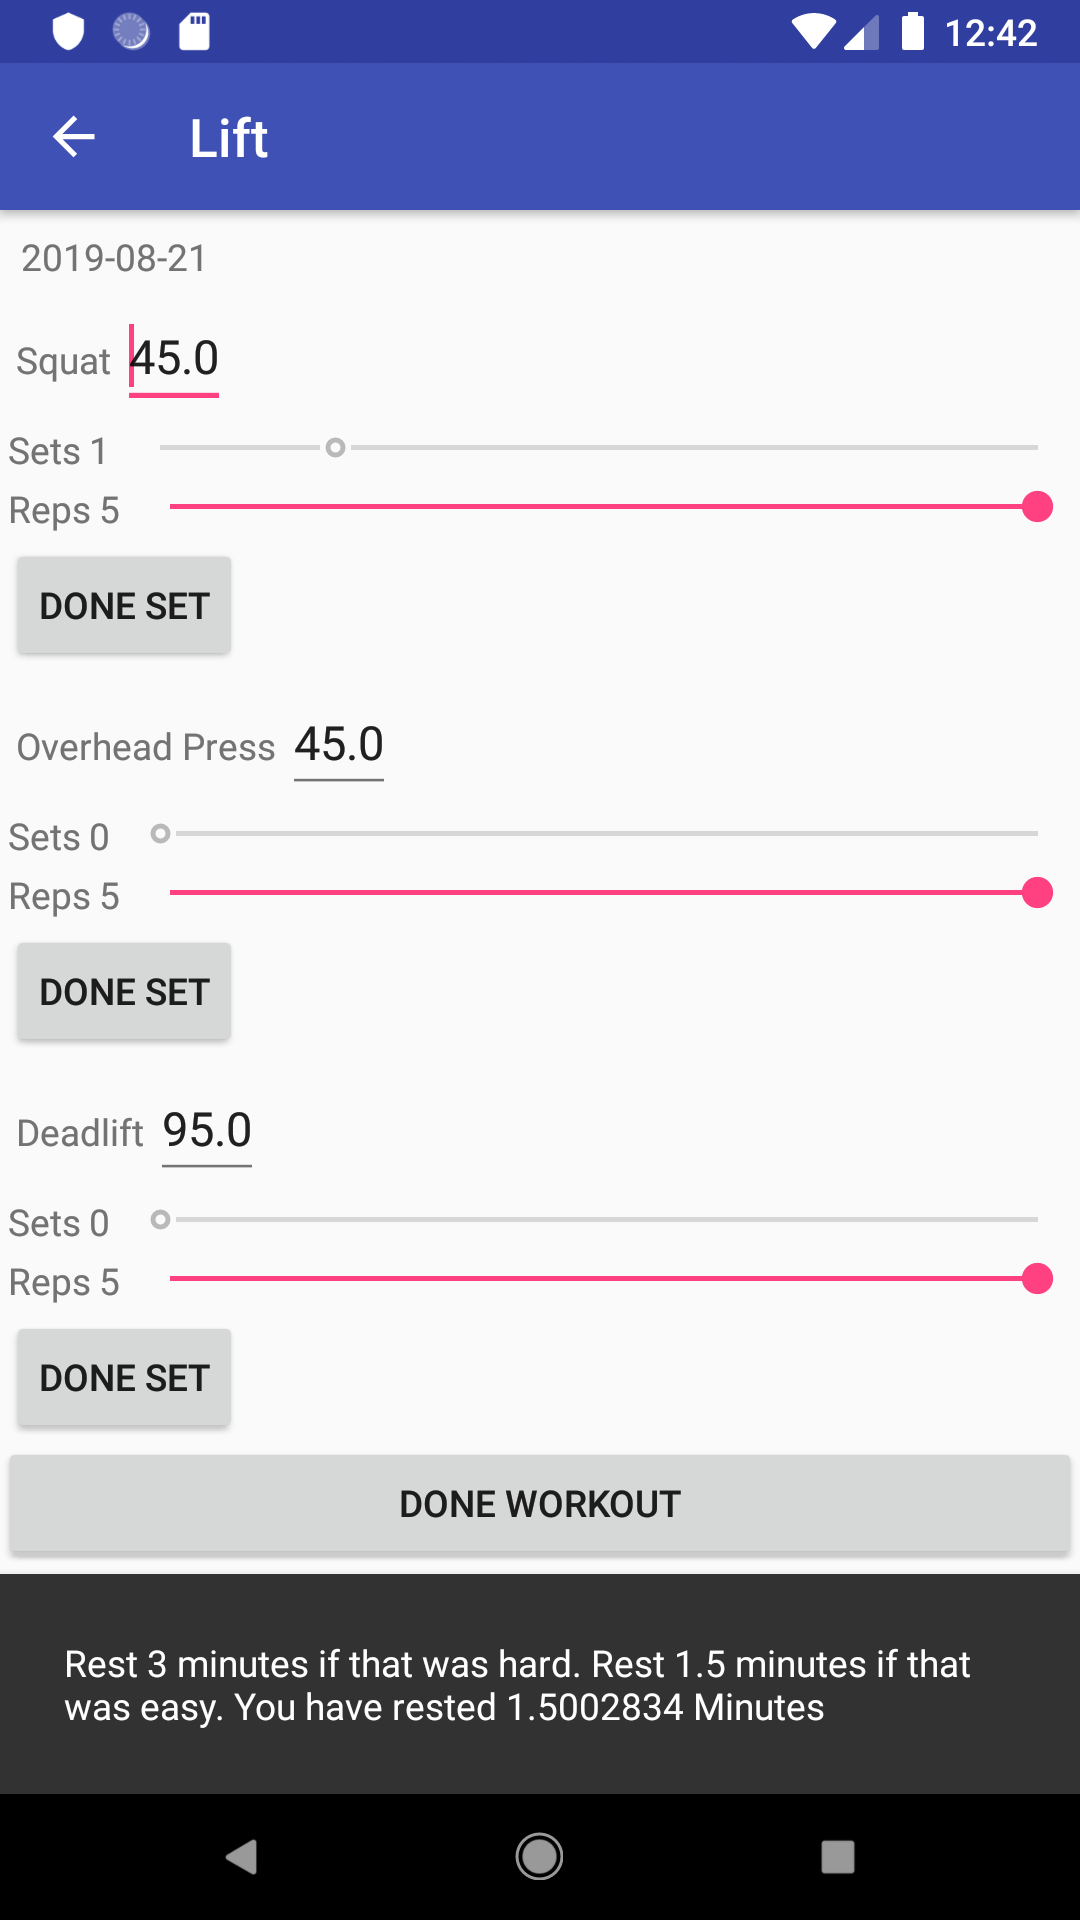 12:42
Lift
2019-08-21
Squat 45.0
Sets 1
Reps 5
DONE SET
Overhead Press 45.0
Sets 0
Reps 5
DONE SET
Deadlift 95.0
Sets 0
Reps 5
DONE SET
DONE WORKOUT
Rest 3 minutes if that was hard. Rest 1.5 minutes if that
was easy. You have rested 1.5002834 Minutes